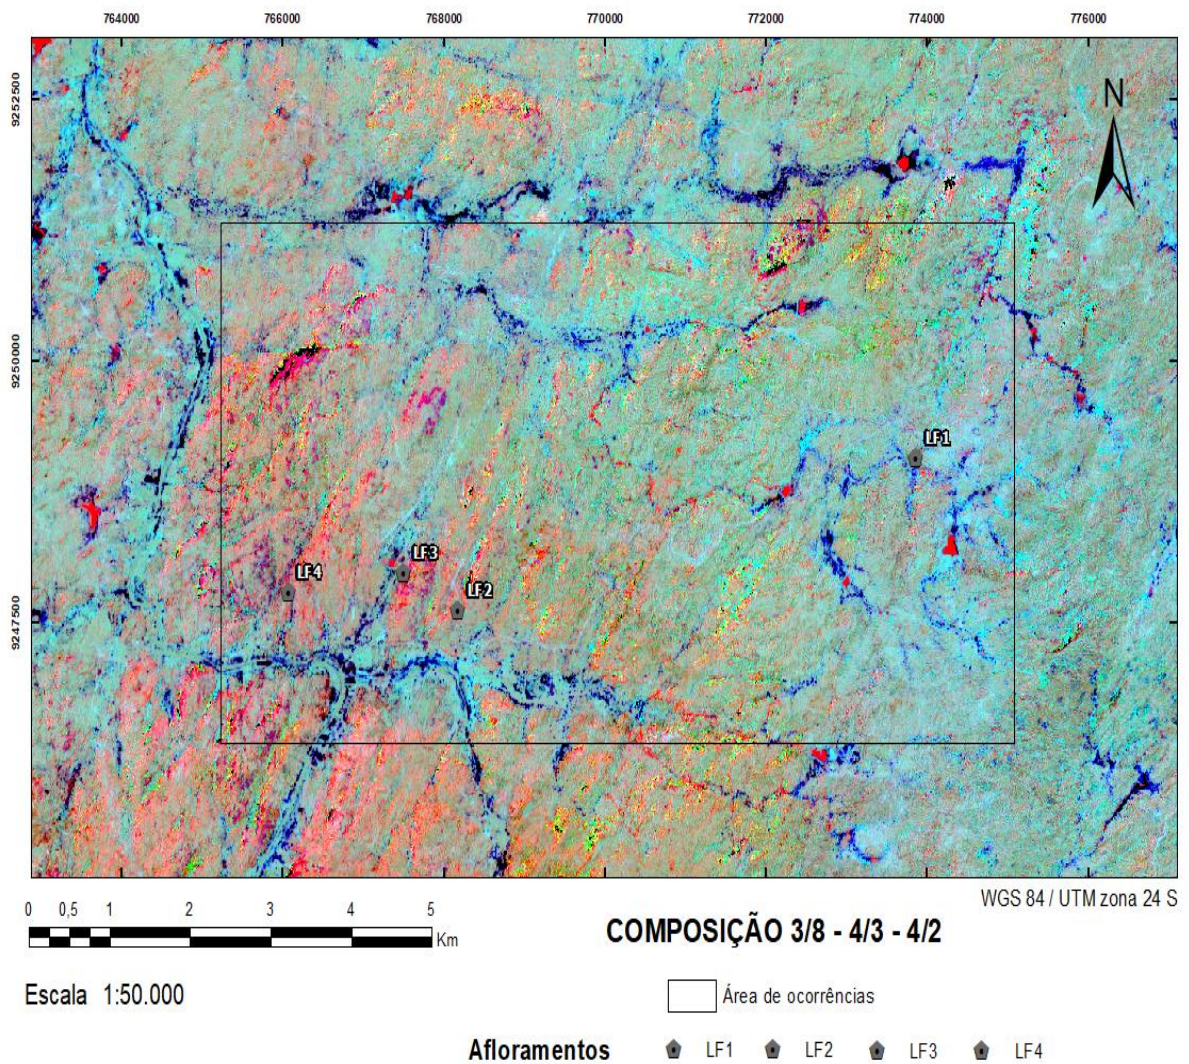 764000 766000 768000 770000 772000 774000 776000
9252500
N
9250000
LF1
LF3
LF4
LF2
9247500
WGS 84 / UTM zona 24 S
0 0,5 1 2 3 4 5
Km
COMPOSIÇÃO 3/8 - 4/3 - 4/2
Escala 1:50.000
Área de ocorrências
Afloramentos LF1 LF2 LF3 LF4